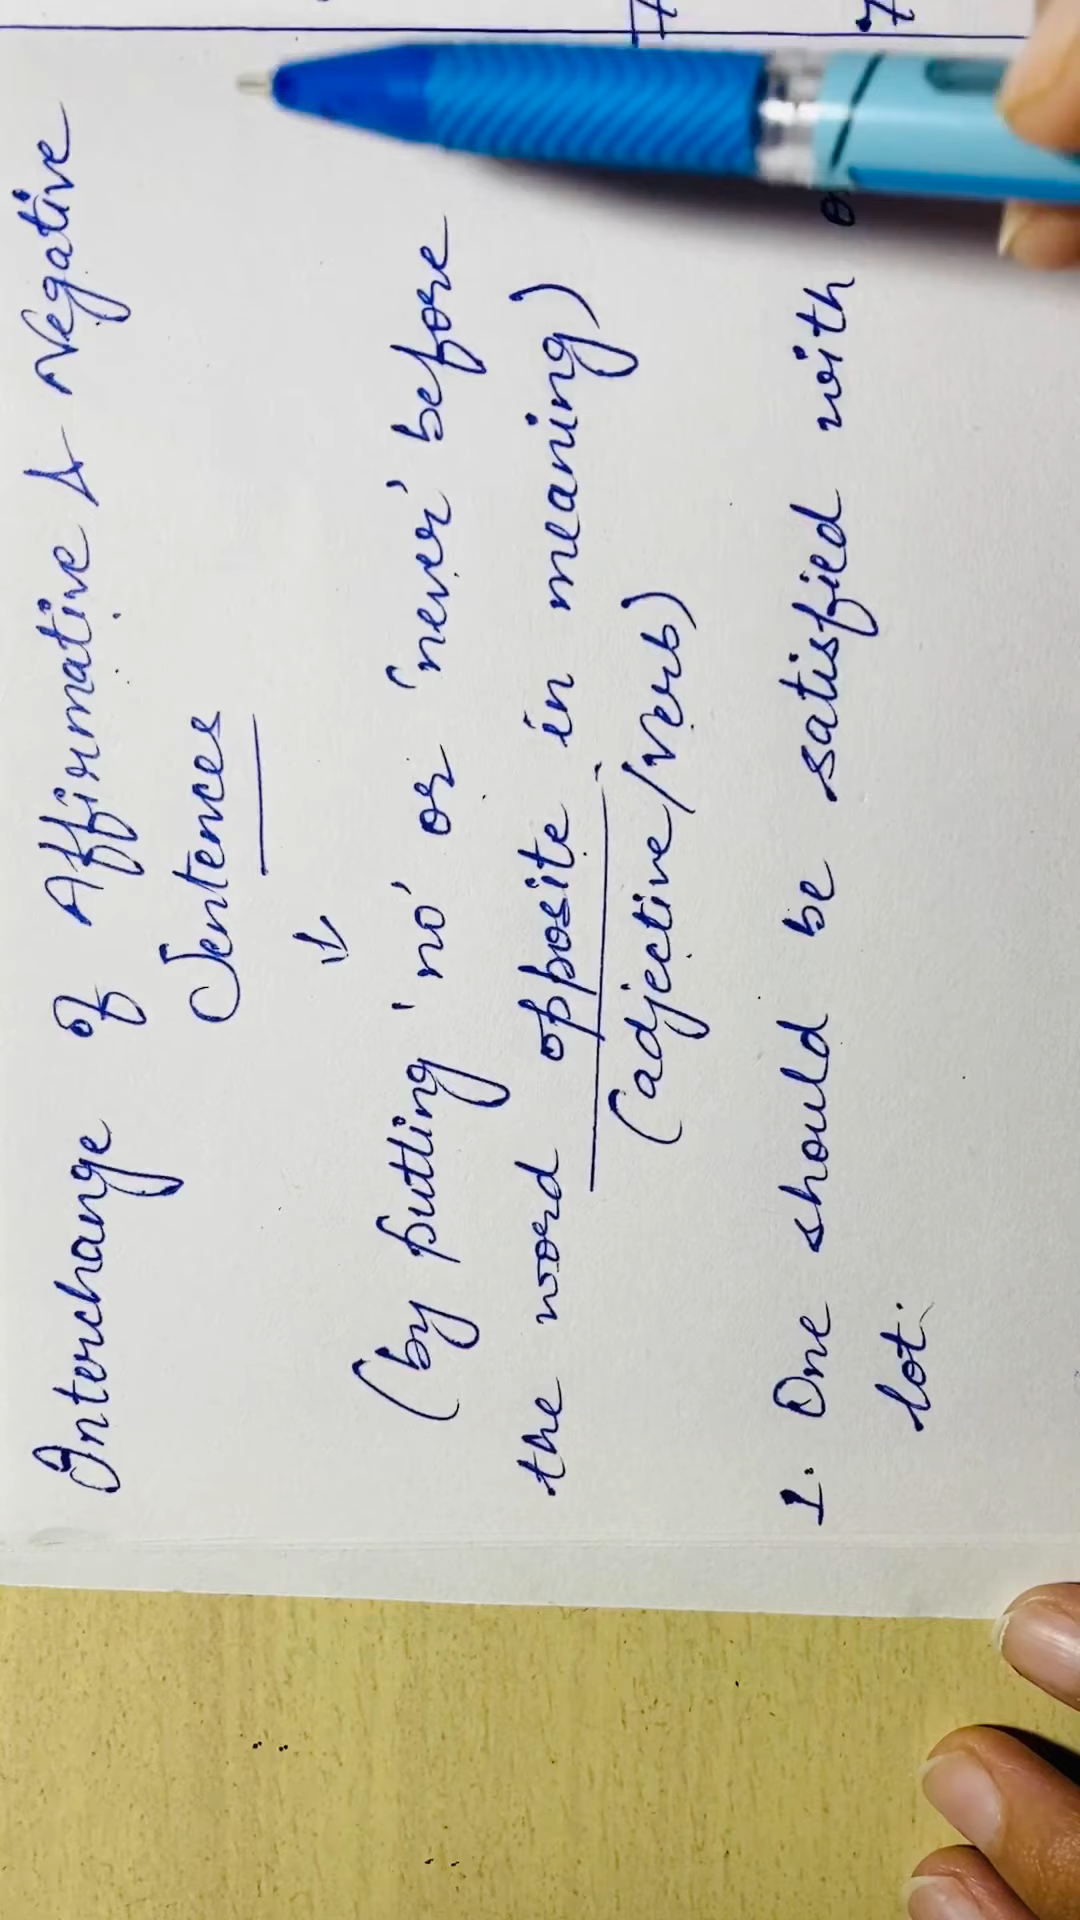 Interchange of Affirmative & Negative
Sentences
↓
(by putting 'no' or 'never' before
the word opposite in meaning)
(adjective/verb)
1. One should be satisfied with
lot.